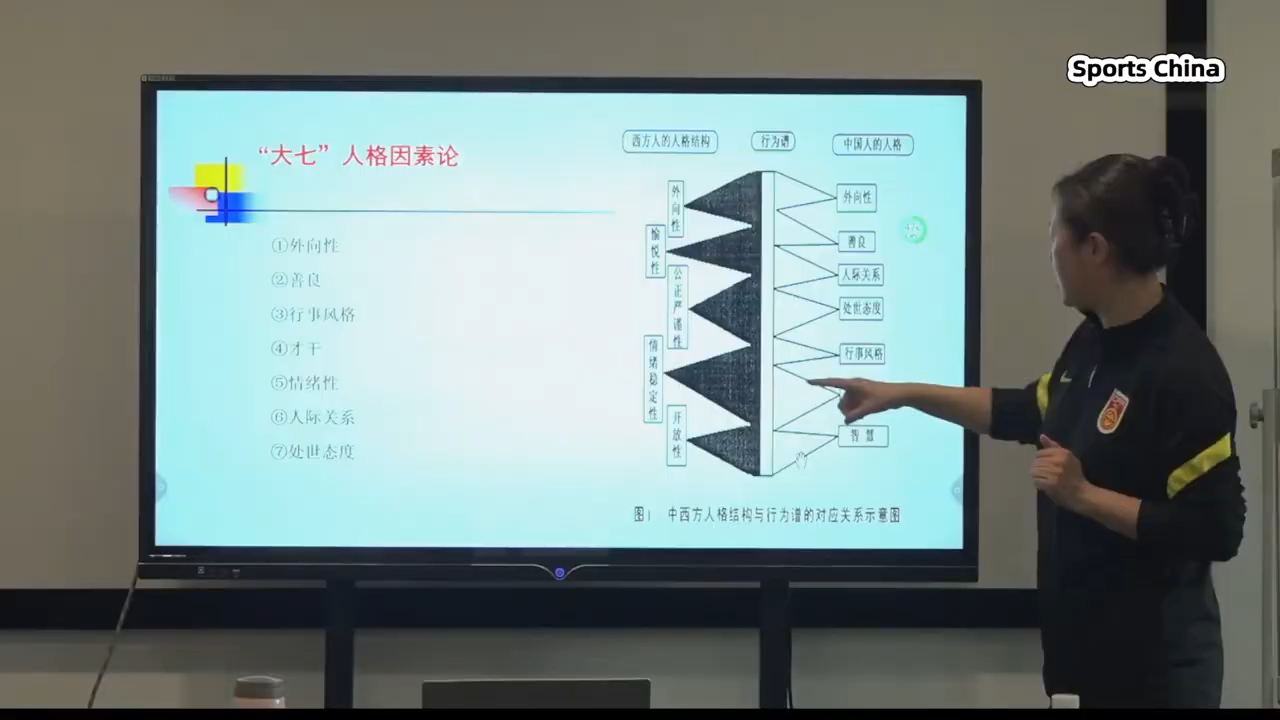 Sports China
“大七”人格因素论
①外向性
②善良
③行事风格
④才干
⑤情绪性
⑥人际关系
⑦处世态度
西方人的人格结构
行为谱
中国人的人格
外向性
愉悦性
公正严谨性
情绪稳定性
开放性
外向性
善良
人际关系
处世态度
行事风格
智慧
图1 中西方人格结构与行为谱的对应关系示意图